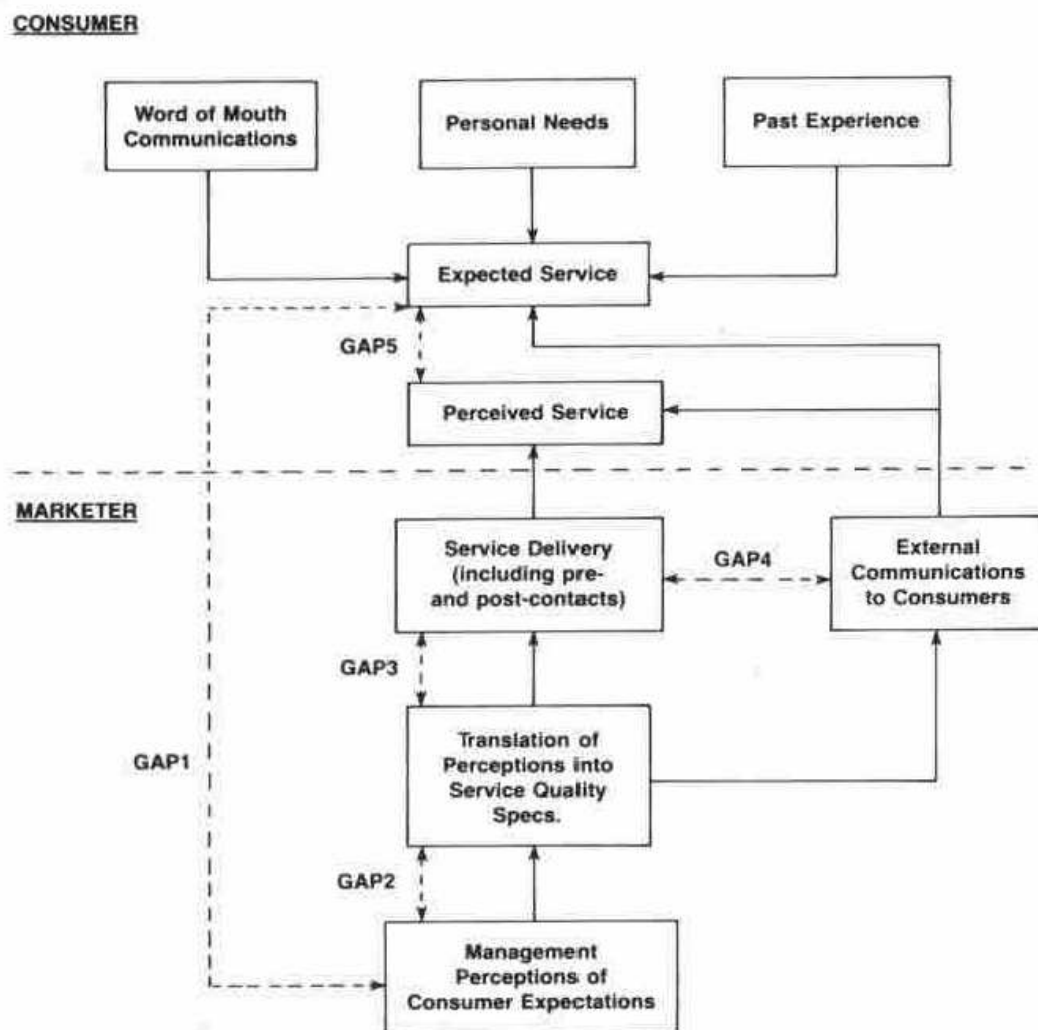 CONSUMER
Word of Mouth
Communications
Personal Needs
Past Experience
Expected Service
GAP5
Perceived Service
MARKETER
Service Delivery
(including pre-
and post-contacts)
GAP4
External
Communications
to Consumers
GAP3
GAP1
Translation of
Perceptions into
Service Quality
Specs.
GAP2
Management
Perceptions of
Consumer Expectations